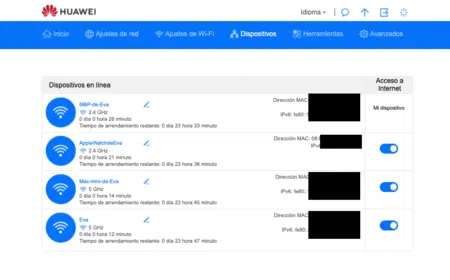 HUAWEI
Idioma
Inicio
Ajustes de red
Ajustes de Wi-Fi
Dispositivos
Herramientas
Avanzados
Dispositivos en línea
Acceso a Internet
MBP-de-Eva
2.4 GHz
0 día 0 hora 26 minuto
Tiempo de arrendamiento restante: 0 día 23 hora 33 minuto
Dirección MAC:
IPv6: fe80::
Mi dispositivo
AppleWatchdeEva
2.4 GHz
0 día 0 hora 21 minuto
Tiempo de arrendamiento restante: 0 día 23 hora 38 minuto
Dirección MAC: 06:
IPv6: fe80::
Mac-mini-de-Eva
5 GHz
0 día 0 hora 14 minuto
Tiempo de arrendamiento restante: 0 día 23 hora 45 minuto
Dirección MAC:
IPv6: fe80::
Eva
5 GHz
0 día 0 hora 12 minuto
Tiempo de arrendamiento restante: 0 día 23 hora 47 minuto
Dirección MAC:
IPv6: fe80::